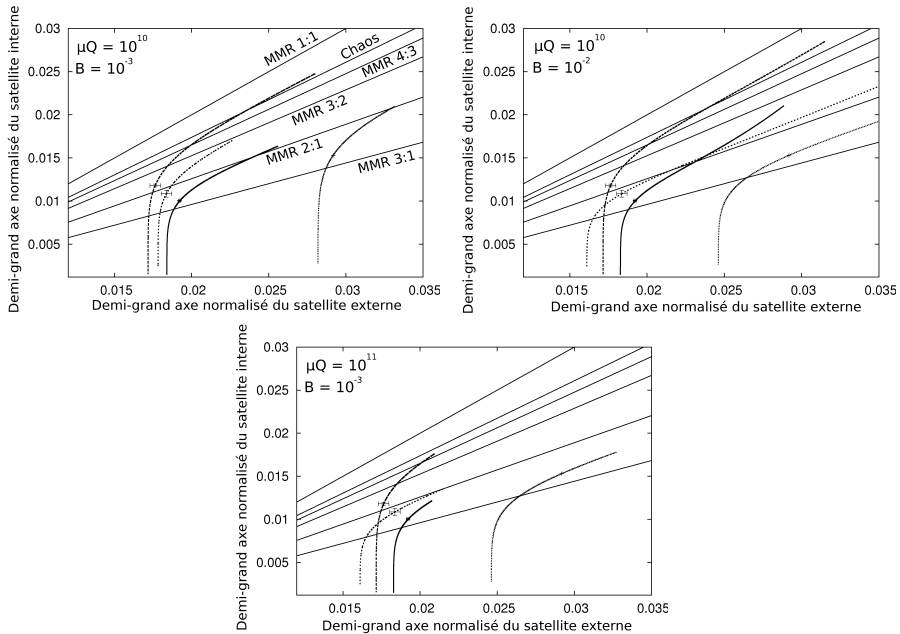 Demi-grand axe normalisé du satellite interne
0.03
0.025
0.02
0.015
0.01
0.005
µQ = 10^10
B = 10^-3
MMR 1:1
Chaos
MMR 4:3
MMR 3:2
MMR 2:1
MMR 3:1
0.015 0.02 0.025 0.03 0.035
Demi-grand axe normalisé du satellite externe
Demi-grand axe normalisé du satellite interne
0.03
0.025
0.02
0.015
0.01
0.005
µQ = 10^10
B = 10^-2
0.015 0.02 0.025 0.03 0.035
Demi-grand axe normalisé du satellite externe
Demi-grand axe normalisé du satellite interne
0.03
0.025
0.02
0.015
0.01
0.005
µQ = 10^11
B = 10^-3
0.015 0.02 0.025 0.03 0.035
Demi-grand axe normalisé du satellite externe